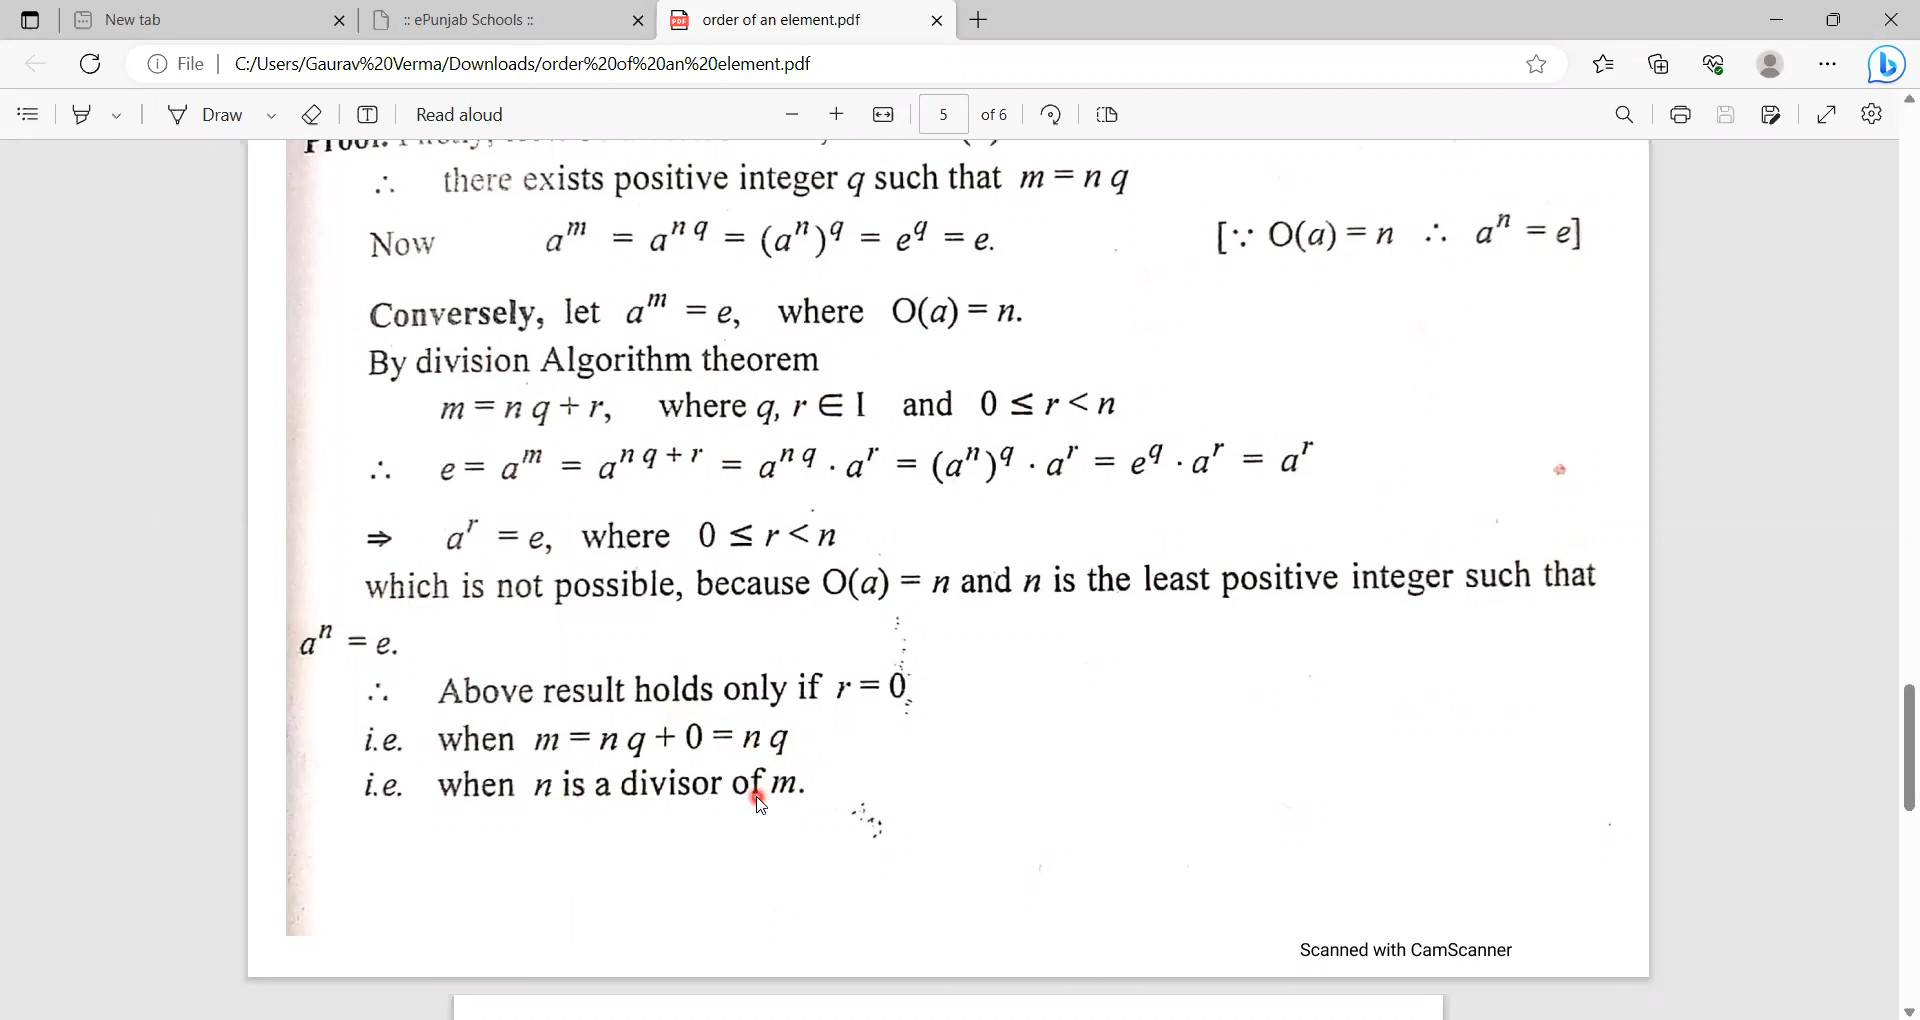 New tab
:: ePunjab Schools ::
order of an element.pdf
File
C:/Users/Gaurav%20Verma/Downloads/order%20of%20an%20element.pdf
Draw
Read aloud
5 of 6
Proof.
∴ there exists positive integer q such that m = n q
Now a^m = a^{n q} = (a^n)^q = e^q = e. [∵ O(a) = n ∴ a^n = e]
Conversely, let a^m = e, where O(a) = n.
By division Algorithm theorem
m = n q + r, where q, r ∈ I and 0 ≤ r < n
∴ e = a^m = a^{n q + r} = a^{n q} . a^r = (a^n)^q . a^r = e^q . a^r = a^r
⇒ a^r = e, where 0 ≤ r < n
which is not possible, because O(a) = n and n is the least positive integer such that
a^n = e.
∴ Above result holds only if r = 0
i.e. when m = n q + 0 = n q
i.e. when n is a divisor of m.
Scanned with CamScanner